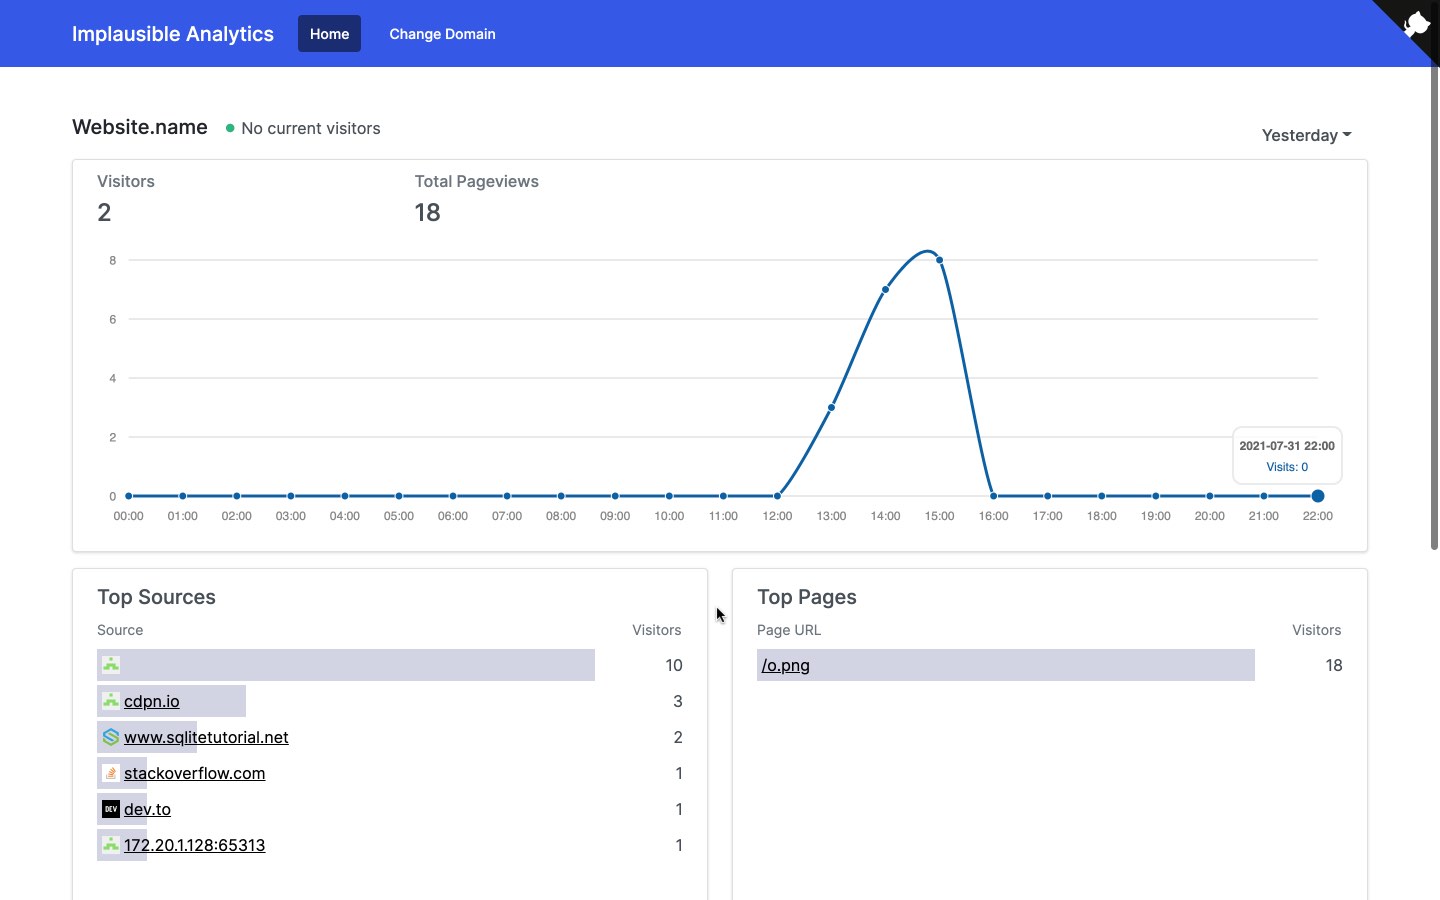 Implausible Analytics Home Change Domain
Website.name No current visitors
Yesterday
Visitors Total Pageviews
2 18
8
6
4
2
0
2021-07-31 22:00
Visits: 0
00:00 01:00 02:00 03:00 04:00 05:00 06:00 07:00 08:00 09:00 10:00 11:00 12:00 13:00 14:00 15:00 16:00 17:00 18:00 19:00 20:00 21:00 22:00
Top Sources
Source Visitors
10
cdpn.io 3
www.sqlitetutorial.net 2
stackoverflow.com 1
DEV dev.to 1
172.20.1.128:65313 1
Top Pages
Page URL Visitors
/o.png 18